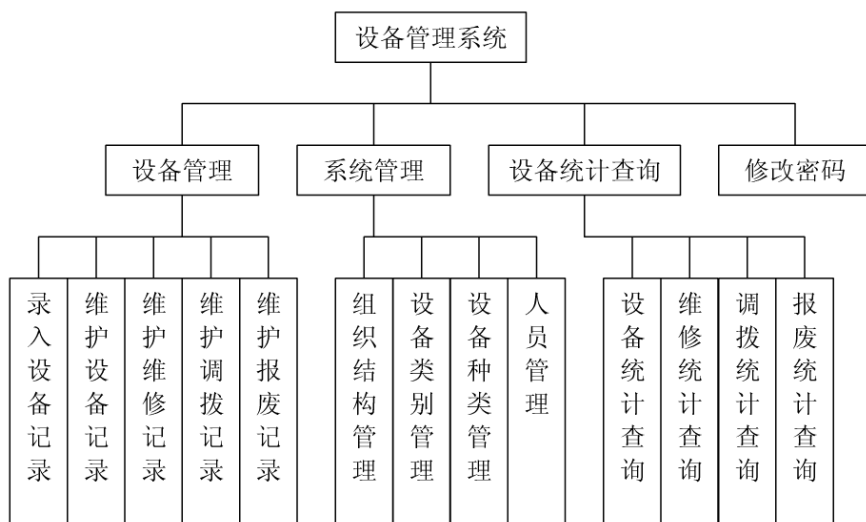 设备管理系统
设备管理
系统管理
设备统计查询
修改密码
录入设备记录
维护设备记录
维护维修记录
维护调拨记录
维护报废记录
组织结构管理
设备类别管理
设备种类管理
人员管理
设备统计查询
维修统计查询
调拨统计查询
报废统计查询